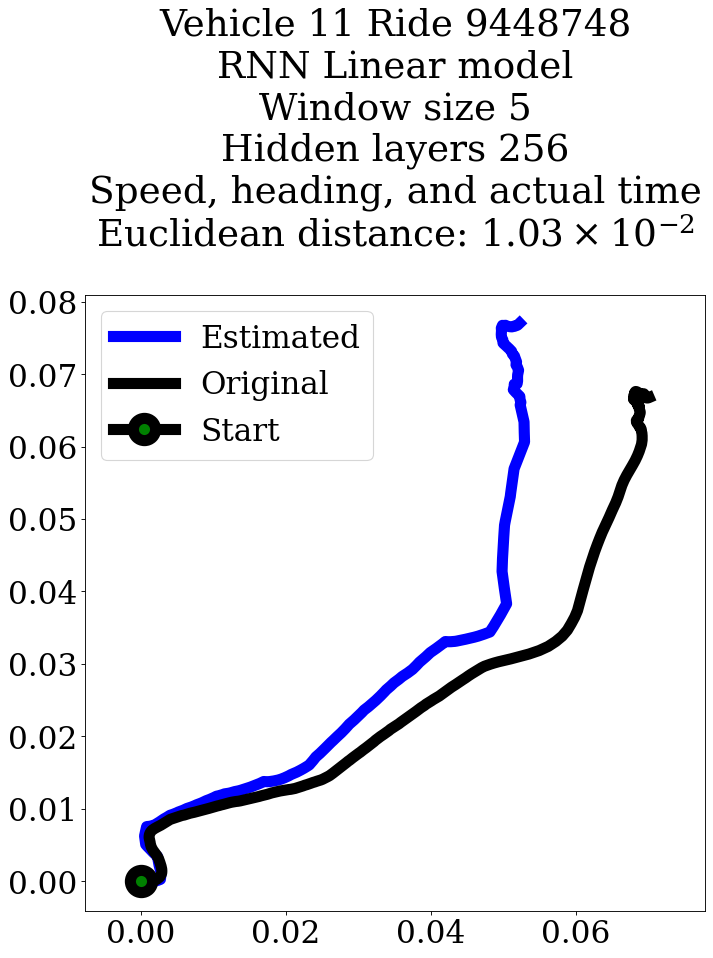 Vehicle 11 Ride 9448748
RNN Linear model
Window size 5
Hidden layers 256
Speed, heading, and actual time
Euclidean distance: 1.03 × 10⁻²
0.08
0.07
0.06
0.05
0.04
0.03
0.02
0.01
0.00
Estimated
Original
Start
0.00 0.02 0.04 0.06